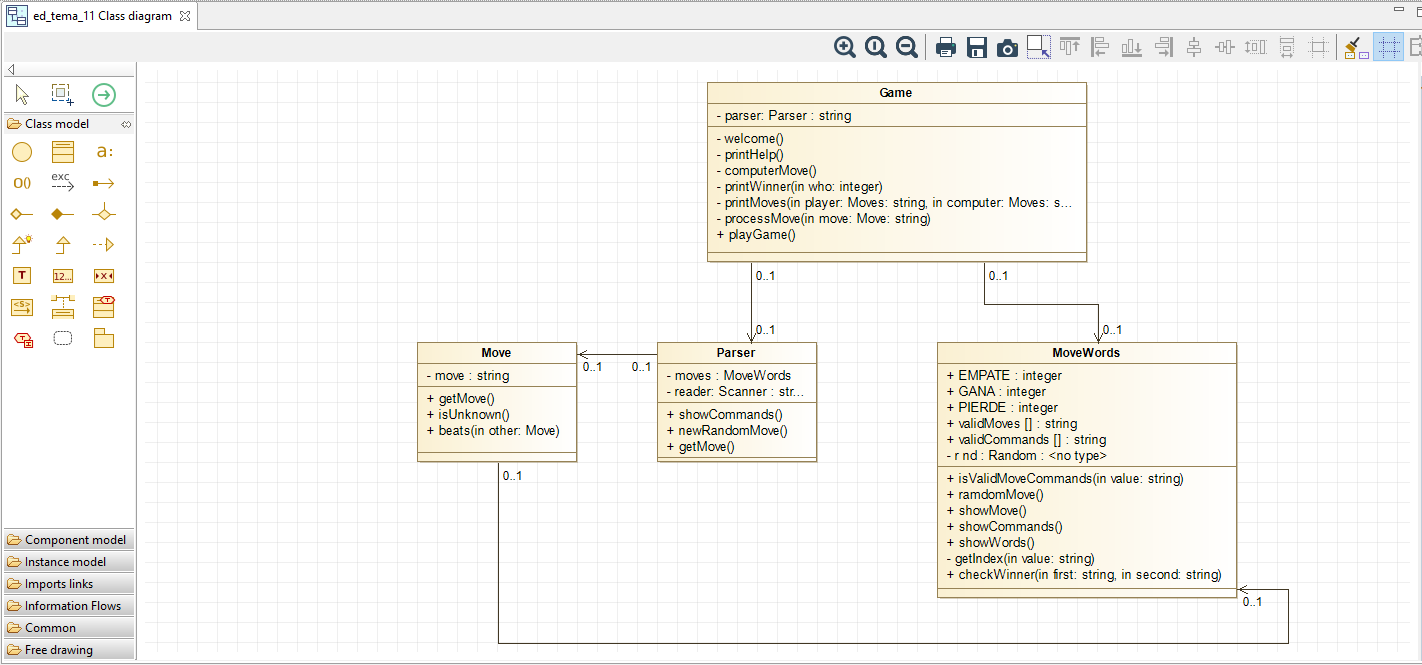 ed_tema_11 Class diagram
Class model
a:
O()
exc
T
12...
X
<S>
T
T
Component model
Instance model
Imports links
Information Flows
Common
Free drawing
Game
- parser: Parser : string
- welcome()
- printHelp()
- computerMove()
- printWinner(in who: integer)
- printMoves(in player: Moves: string, in computer: Moves: s...
- processMove(in move: Move: string)
+ playGame()
0..1
0..1
0..1
0..1
Move
- move : string
+ getMove()
+ isUnknown()
+ beats(in other: Move)
0..1
0..1
0..1
Parser
- moves : MoveWords
- reader: Scanner : str...
+ showCommands()
+ newRandomMove()
+ getMove()
MoveWords
+ EMPATE : integer
+ GANA : integer
+ PIERDE : integer
+ validMoves [] : string
+ validCommands [] : string
- r nd : Random : <no type>
+ isValidMoveCommands(in value: string)
+ ramdomMove()
+ showMove()
+ showCommands()
+ showWords()
- getIndex(in value: string)
+ checkWinner(in first: string, in second: string)
0..1